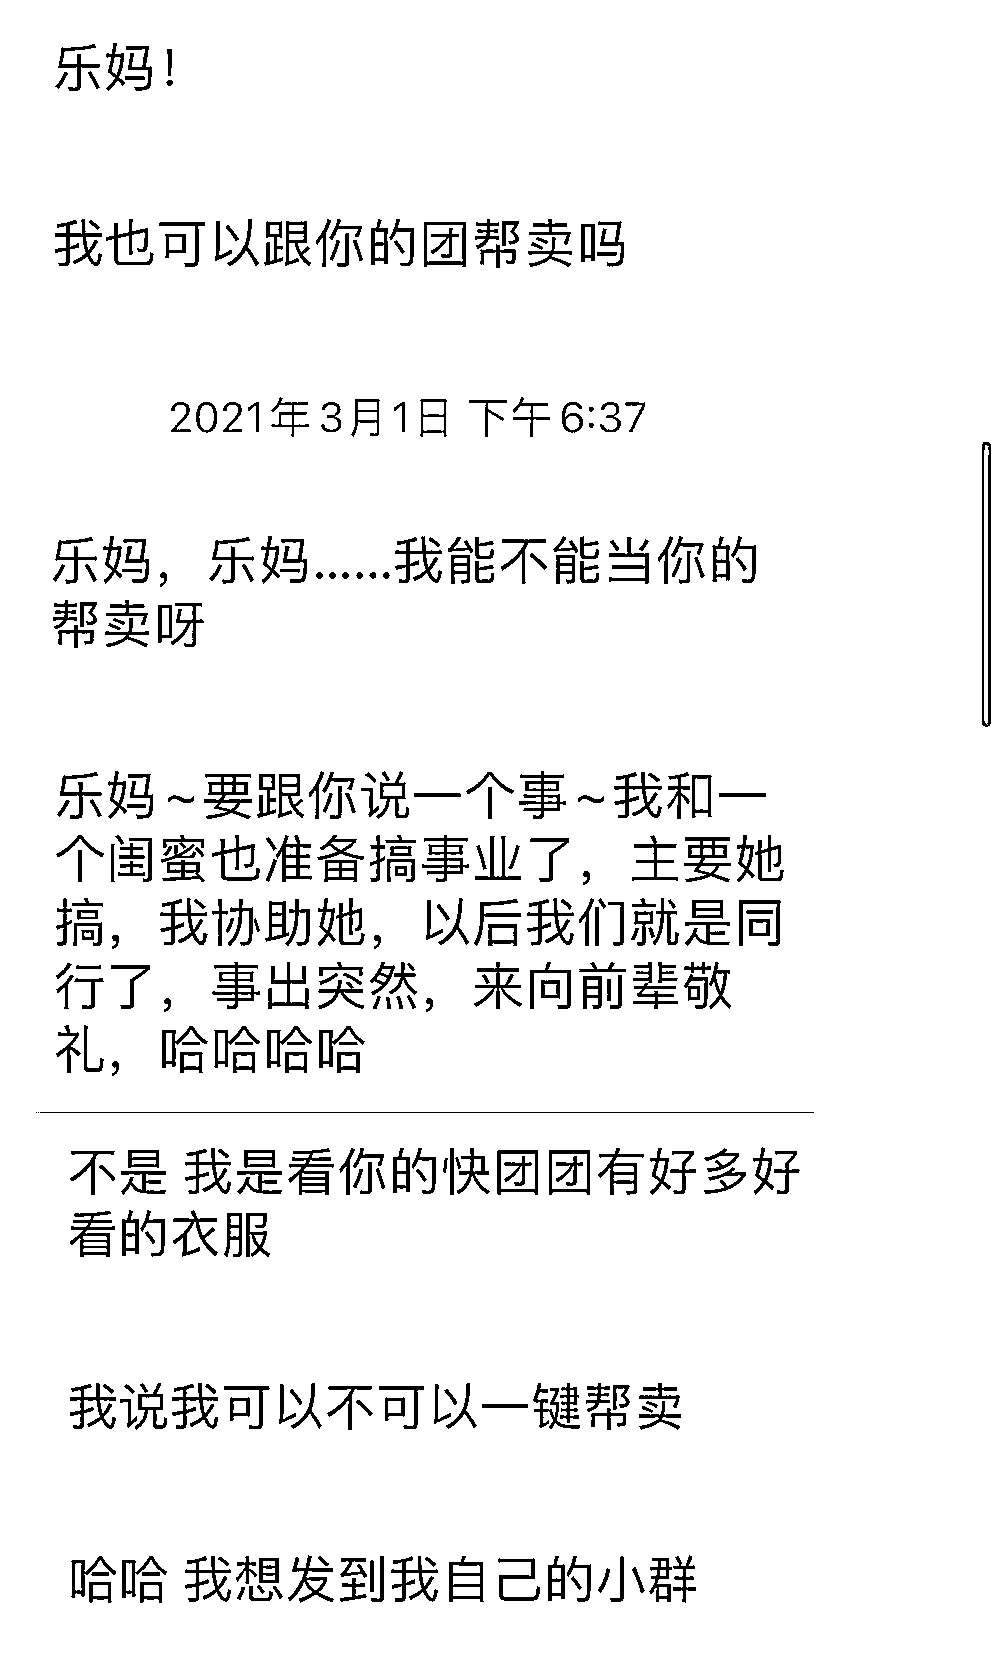 乐妈！
我也可以跟你的团帮卖吗
2021年3月1日 下午6:37
乐妈，乐妈……我能不能当你的
帮卖呀
乐妈~要跟你说一个事~我和一
个闺蜜也准备搞事业了，主要她
搞，我协助她，以后我们就是同
行了，事出突然，来向前辈敬
礼，哈哈哈哈
不是 我是看你的快团团有好多好
看的衣服
我说我可以不可以一键帮卖
哈哈 我想发到我自己的小群